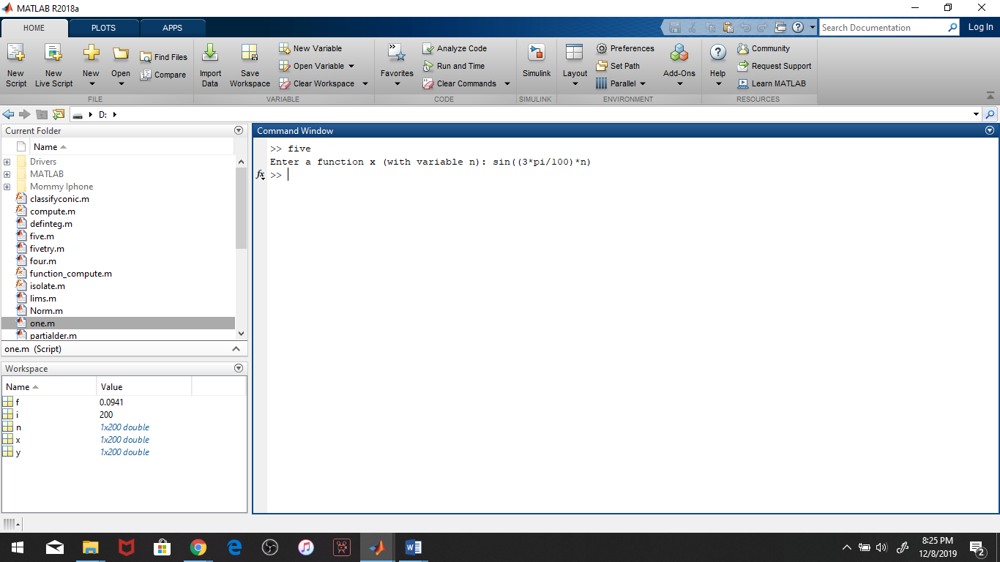 MATLAB R2018a
HOME PLOTS APPS
Search Documentation Log In
New Script
New Live Script
New
Open
Find Files
Compare
FILE
Import Data
Save Workspace
New Variable
Open Variable
Clear Workspace
VARIABLE
Favorites
Analyze Code
Run and Time
Clear Commands
CODE
Simulink
SIMULINK
Layout
Preferences
Set Path
Parallel
Add-Ons
ENVIRONMENT
Help
Community
Request Support
Learn MATLAB
RESOURCES
D:
Current Folder
Name
Drivers
MATLAB
Mommy Iphone
classifyconic.m
compute.m
definteg.m
five.m
fivetry.m
four.m
function_compute.m
isolate.m
lims.m
Norm.m
one.m
partialder.m
one.m (Script)
Workspace
Name Value
f 0.0941
i 200
n 1x200 double
x 1x200 double
y 1x200 double
Command Window
>> five
Enter a function x (with variable n): sin((3*pi/100)*n)
fx >>
8:25 PM
12/8/2019
2